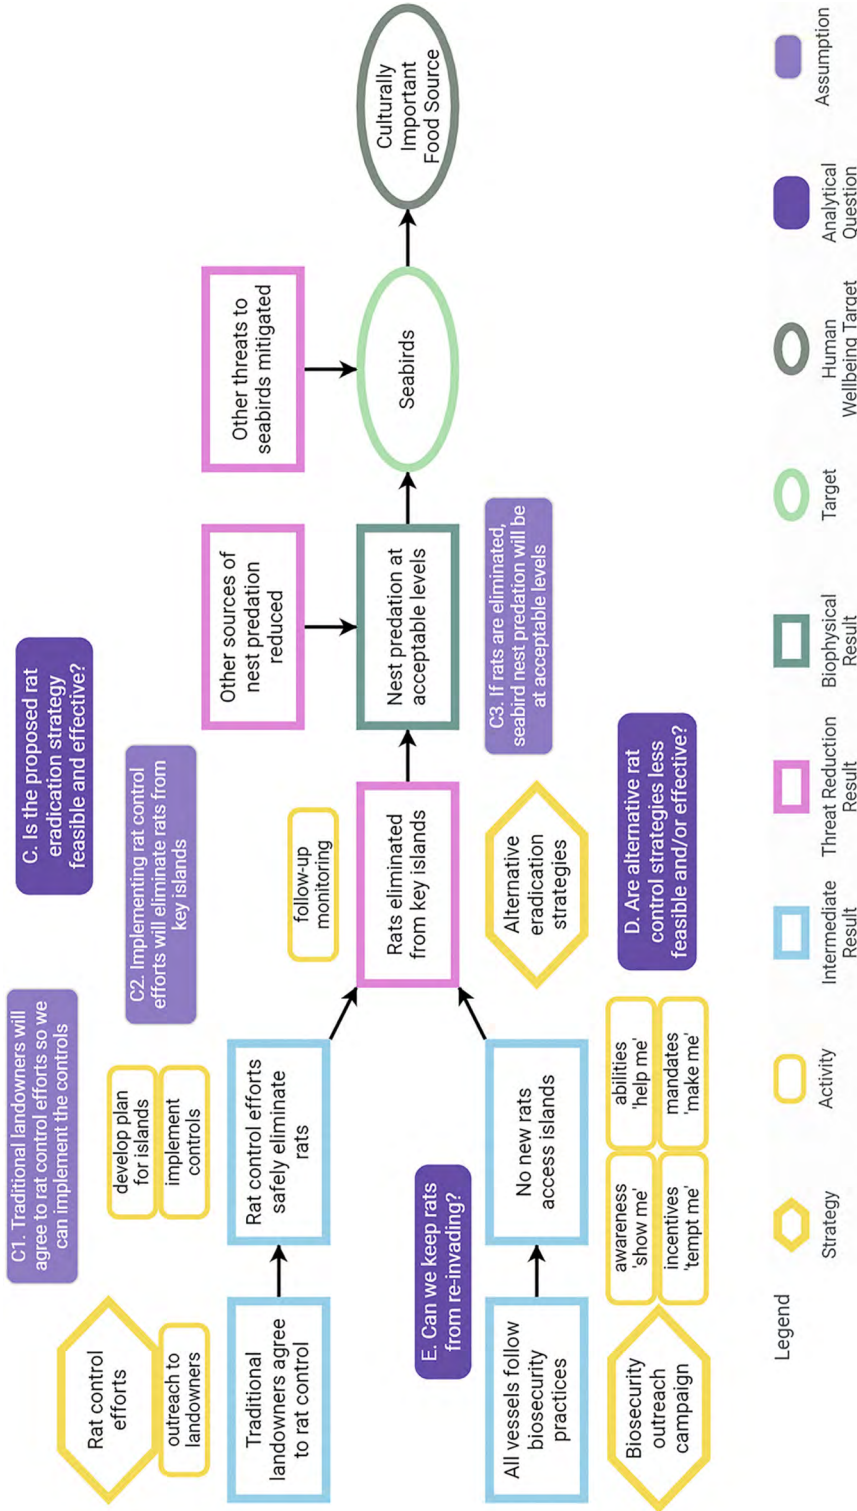 C. Is the proposed rat
eradication strategy
feasible and effective?
C1. Traditional landowners will
agree to rat control efforts so we
can implement the controls
C2. Implementing rat control
efforts will eliminate rats from
key islands
Rat control
efforts
outreach to
landowners
develop plan
for islands
implement
controls
Traditional
landowners agree
to rat control
Rat control efforts
safely eliminate
rats
follow-up
monitoring
Rats eliminated
from key islands
Other sources of
nest predation
reduced
Nest predation at
acceptable levels
Other threats to
seabirds mitigated
Seabirds
Culturally
Important
Food Source
E. Can we keep rats
from re-invading?
All vessels follow
biosecurity
practices
No new rats
access islands
Alternative
eradication
strategies
C3. If rats are eliminated,
seabird nest predation will be
at acceptable levels
Biosecurity
outreach
campaign
awareness
'show me'
abilities
'help me'
incentives
'tempt me'
mandates
'make me'
D. Are alternative rat
control strategies less
feasible and/or effective?
Legend
Strategy
Activity
Intermediate
Result
Threat Reduction
Result
Biophysical
Result
Target
Human
Wellbeing Target
Analytical
Question
Assumption